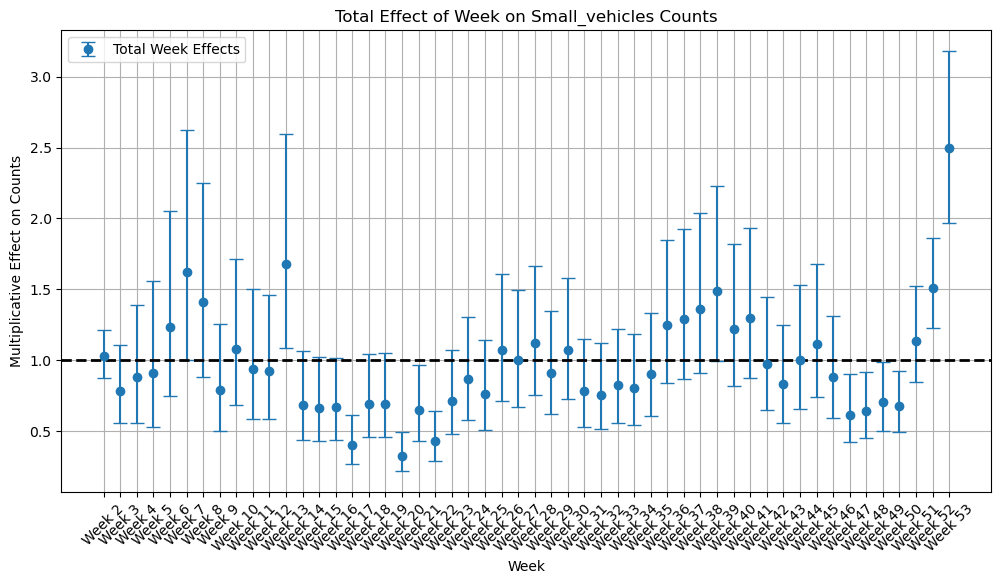 Total Effect of Week on Small_vehicles Counts
Total Week Effects
Multiplicative Effect on Counts
3.0
2.5
2.0
1.5
1.0
0.5
Week 2
Week 3
Week 4
Week 5
Week 6
Week 7
Week 8
Week 9
Week 10
Week 11
Week 12
Week 13
Week 14
Week 15
Week 16
Week 17
Week 18
Week 19
Week 20
Week 21
Week 22
Week 23
Week 24
Week 25
Week 26
Week 27
Week 28
Week 29
Week 30
Week 31
Week 32
Week 33
Week 34
Week 35
Week 36
Week 37
Week 38
Week 39
Week 40
Week 41
Week 42
Week 43
Week 44
Week 45
Week 46
Week 47
Week 48
Week 49
Week 50
Week 51
Week 52
Week 53
Week